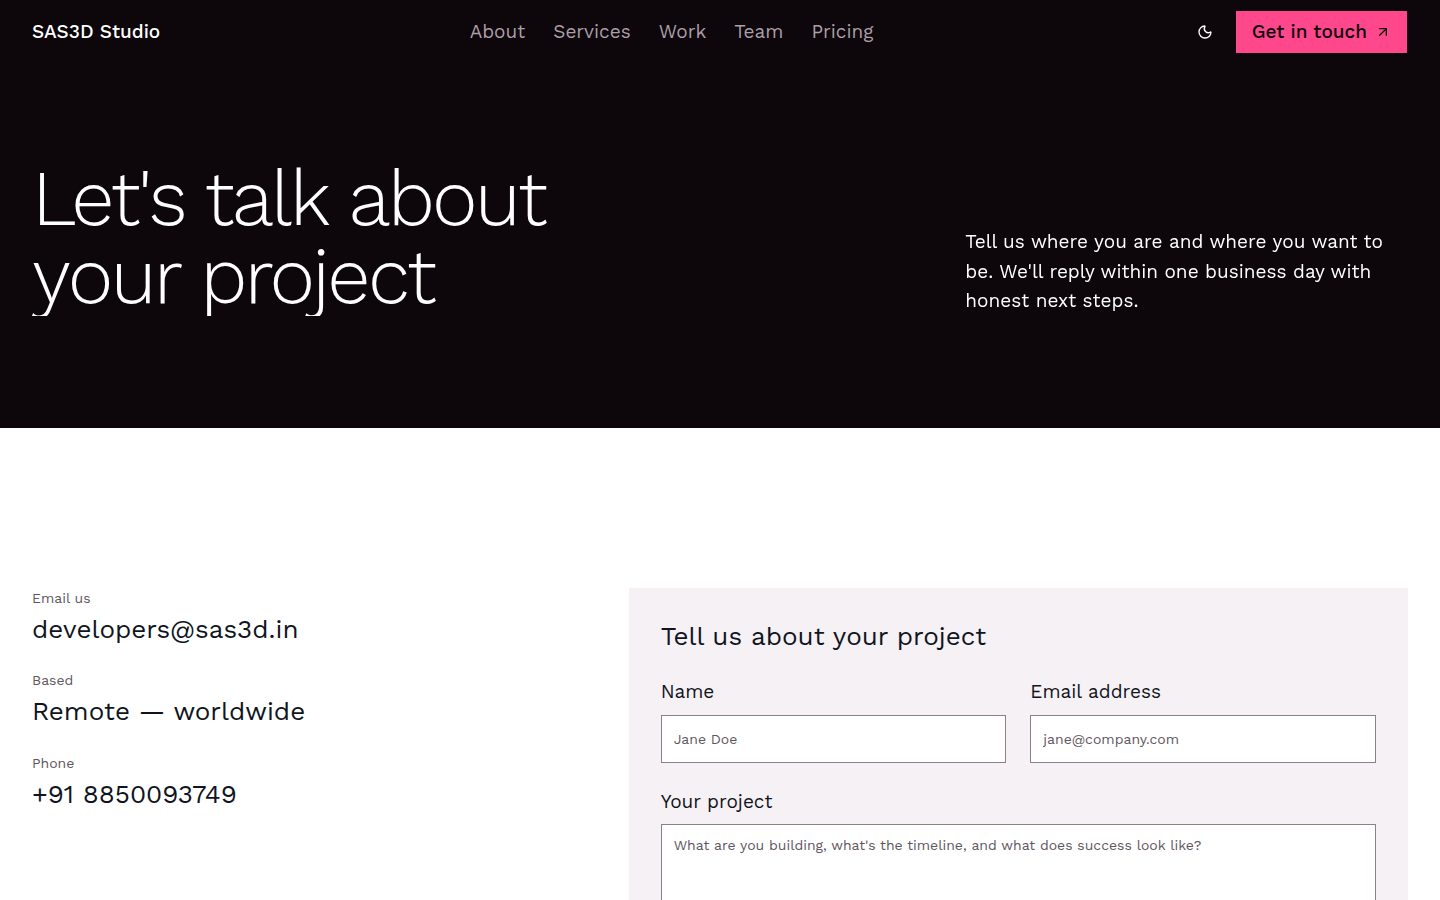 SAS3D Studio
About
Services
Work
Team
Pricing
Get in touch
Let's talk about
your project
Tell us where you are and where you want to
be. We'll reply within one business day with
honest next steps.
Email us
developers@sas3d.in
Based
Remote — worldwide
Phone
+91 8850093749
Tell us about your project
Name
Email address
Jane Doe
jane@company.com
Your project
What are you building, what's the timeline, and what does success look like?